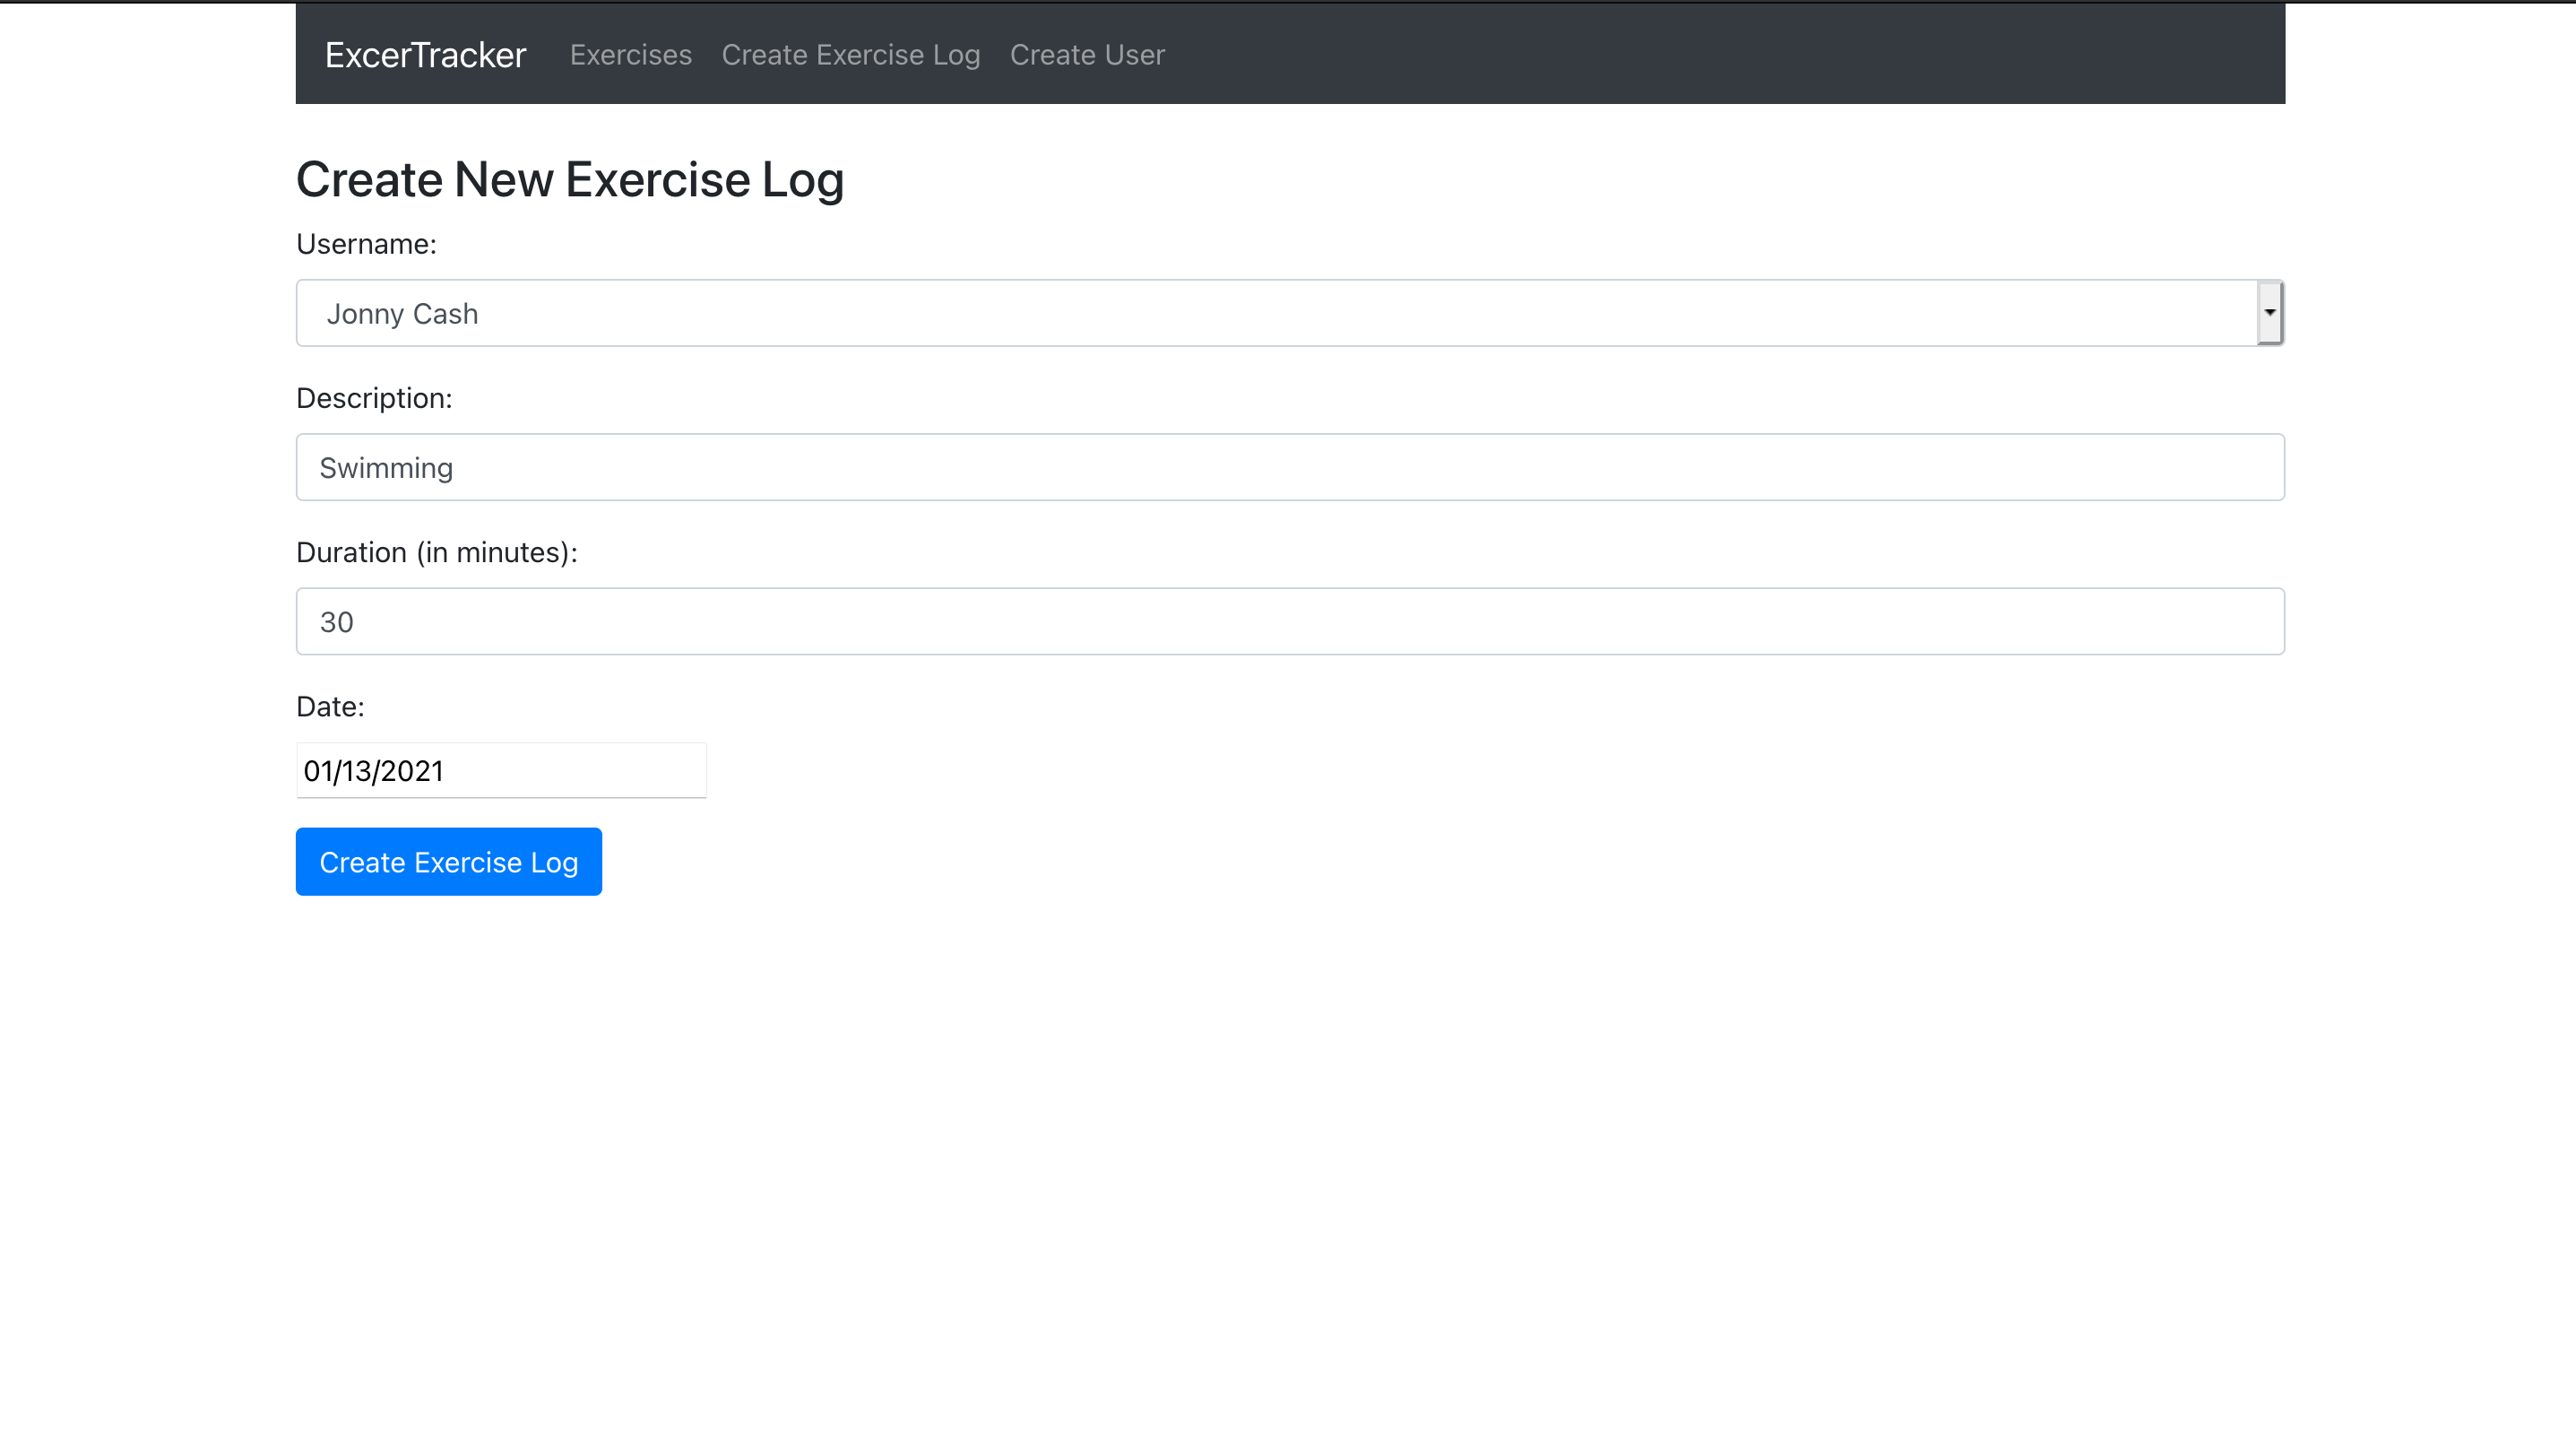 ExcerTracker Exercises Create Exercise Log Create User
Create New Exercise Log
Username:
Jonny Cash
Description:
Swimming
Duration (in minutes):
30
Date:
01/13/2021
Create Exercise Log